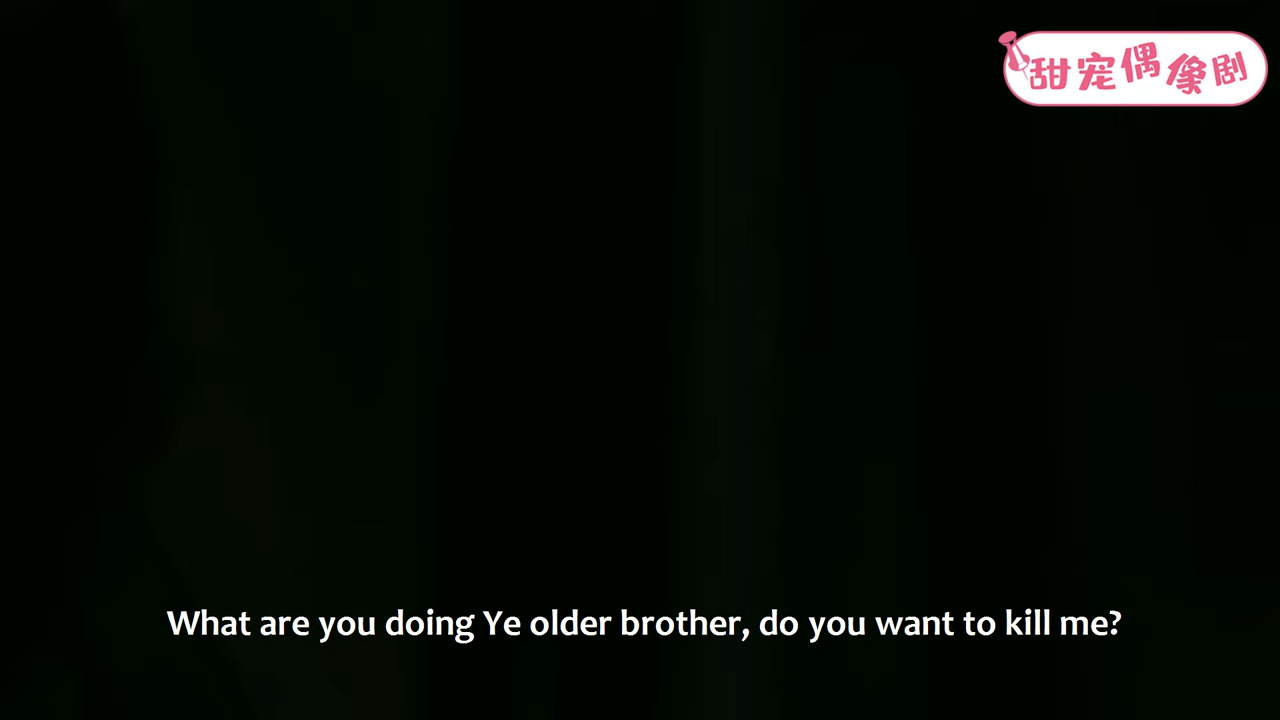 甜宠偶像剧
What are you doing Ye older brother, do you want to kill me?